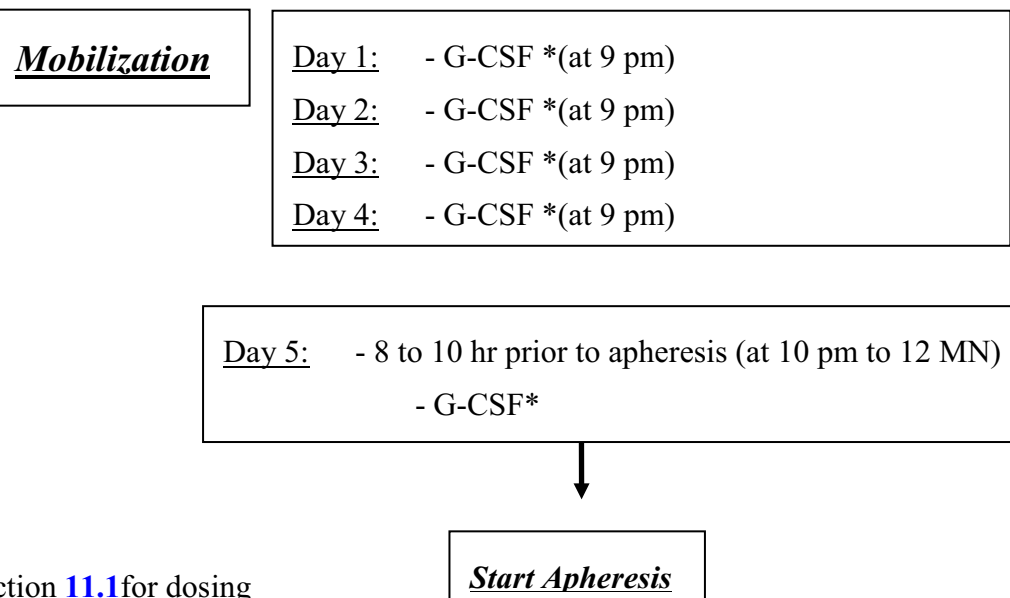 Mobilization
Day 1: - G-CSF *(at 9 pm)
Day 2: - G-CSF *(at 9 pm)
Day 3: - G-CSF *(at 9 pm)
Day 4: - G-CSF *(at 9 pm)
Day 5: - 8 to 10 hr prior to apheresis (at 10 pm to 12 MN)
- G-CSF*
Start Apheresis
11.1for dosing